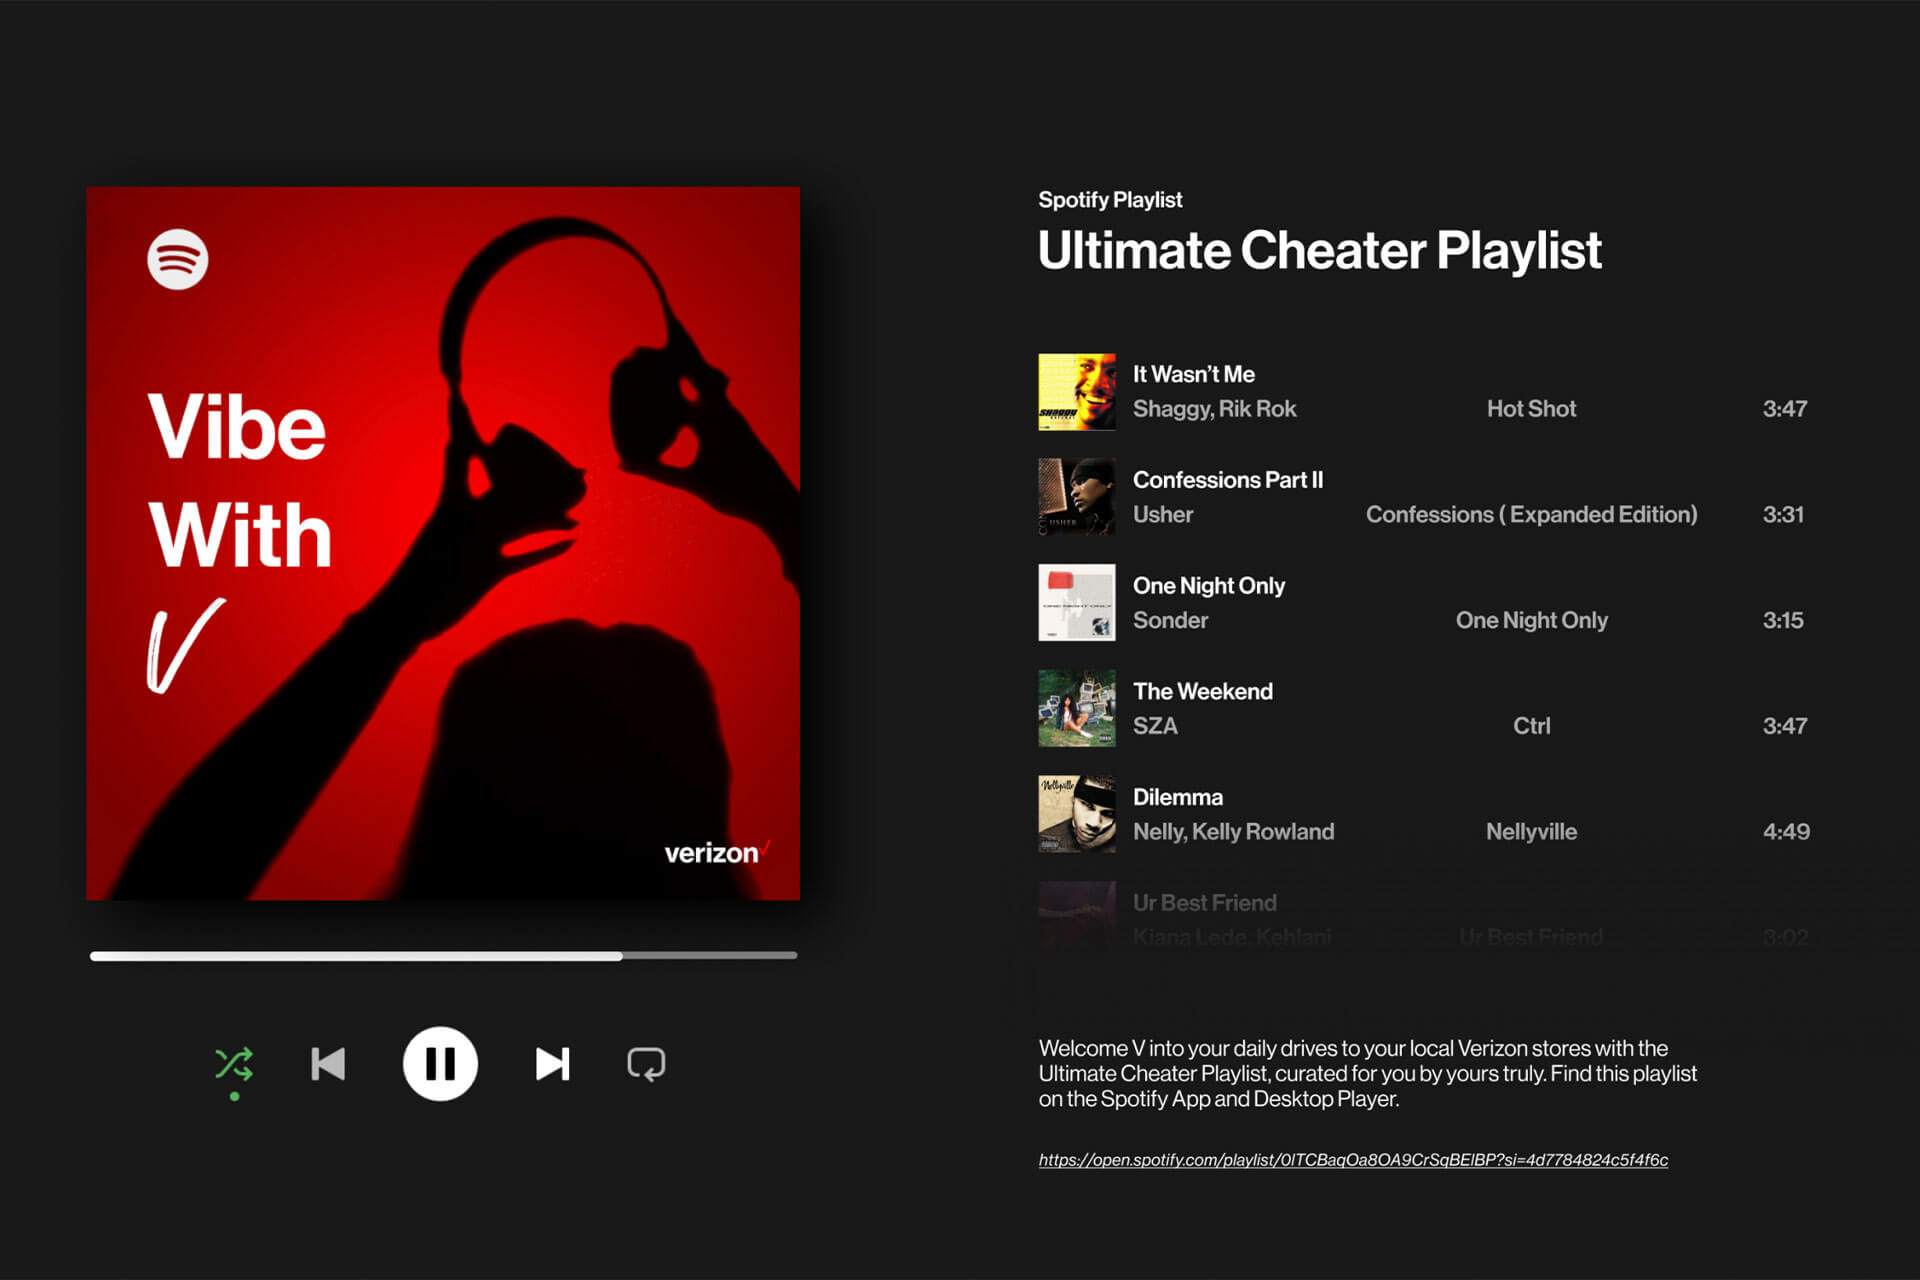 Vibe
With
V
verizon
Spotify Playlist
Ultimate Cheater Playlist
It Wasn't Me
Shaggy, Rik Rok Hot Shot 3:47
Confessions Part II
Usher Confessions ( Expanded Edition) 3:31
USHER
One Night Only
Sonder One Night Only 3:15
ONE NIGHT ONLY
The Weekend
SZA Ctrl 3:47
Nellyville
Dilemma
Nelly, Kelly Rowland Nellyville 4:49
Ur Best Friend
Kiana Lede, Kehlani Ur Best Friend 3:02
Welcome V into your daily drives to your local Verizon stores with the
Ultimate Cheater Playlist, curated for you by yours truly. Find this playlist
on the Spotify App and Desktop Player.
https://open.spotify.com/playlist/0ITCBaqOa8OA9CrSqBEIBP?si=4d7784824c5f4f6c